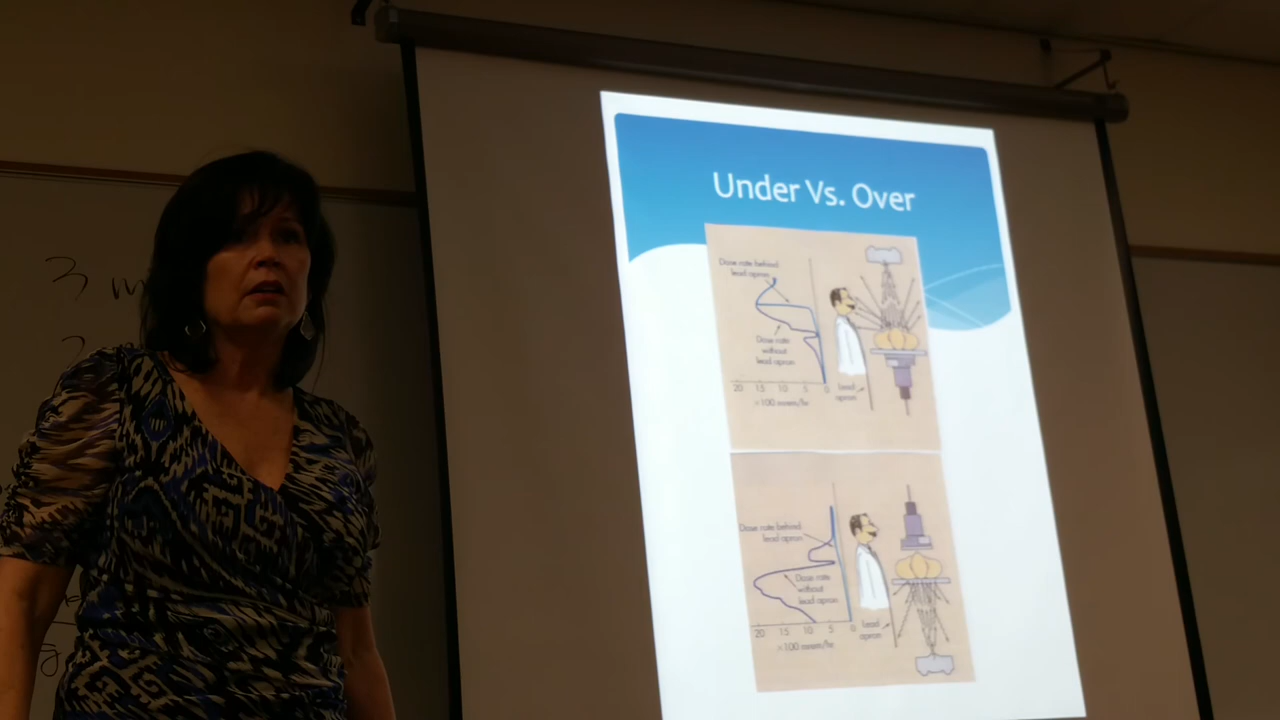 3 m
Under Vs. Over
Dose rate behind
lead apron
Dose rate
without
lead apron
20 15 10 5 0
×100 mrem/hr
Lead
apron
Dose rate behind
lead apron
Dose rate
without
lead apron
20 15 10 5 0
×100 mrem/hr
Lead
apron